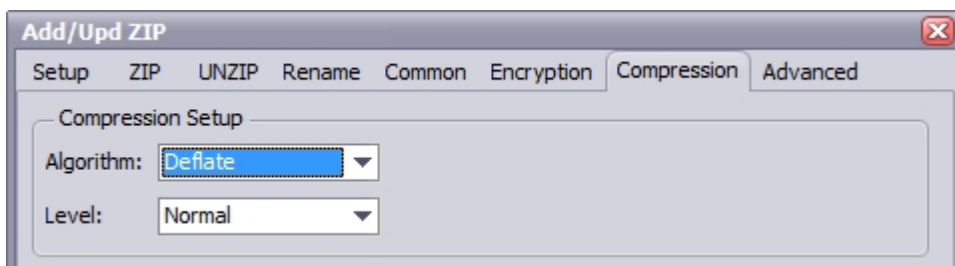 Add/Upd ZIP
Setup ZIP UNZIP Rename Common Encryption Compression Advanced
Compression Setup
Algorithm: Deflate
Level: Normal